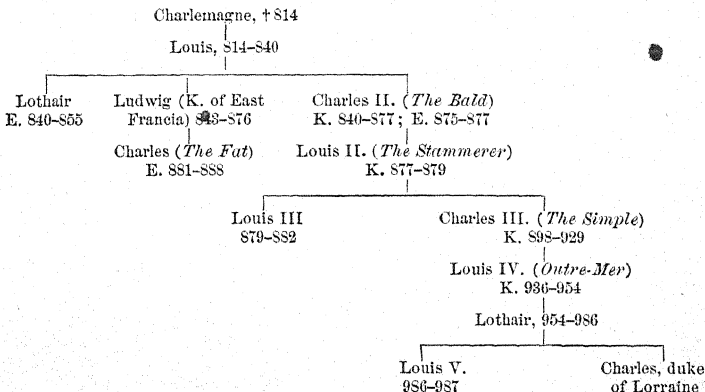 Charlemagne, † 814
Louis, 814–840
Lothair
E. 840–855
Ludwig (K. of East
Francia) 843–876
Charles II. (The Bald)
K. 840–877; E. 875–877
Charles (The Fat)
E. 881–888
Louis II. (The Stammerer)
K. 877–879
Louis III
879–882
Charles III. (The Simple)
K. 898–929
Louis IV. (Outre-Mer)
K. 936–954
Lothair, 954–986
Louis V.
986–987
Charles, duke
of Lorraine